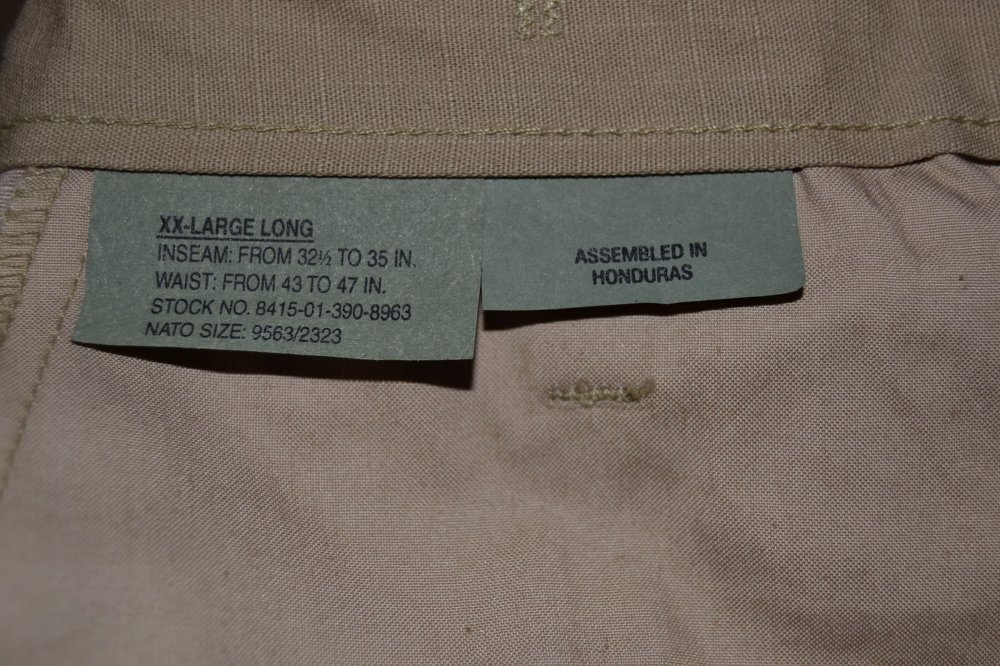 XX-LARGE LONG
INSEAM: FROM 32½ TO 35 IN.
WAIST: FROM 43 TO 47 IN.
STOCK NO. 8415-01-390-8963
NATO SIZE: 9563/2323
ASSEMBLED IN
HONDURAS